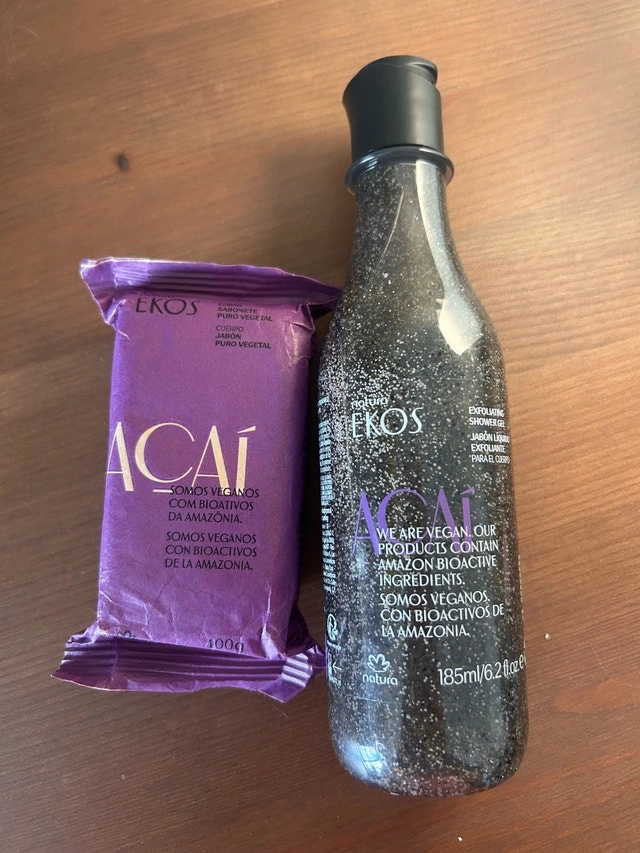 EKOS
CORPO
SABONETE
PURO VEGETAL
CUERPO
JABÓN
PURO VEGETAL
AÇAÍ
SOMOS VEGANOS
COM BIOATIVOS
DA AMAZÔNIA.
SOMOS VEGANOS
CON BIOACTIVOS
DE LA AMAZONIA.
100g
natura
EKOS
EXFOLIATING
SHOWER GEL
JABÓN LÍQUIDO
EXFOLIANTE
PARA EL CUERPO
AÇAÍ
WE ARE VEGAN. OUR
PRODUCTS CONTAIN
AMAZON BIOACTIVE
INGREDIENTS.
SOMOS VEGANOS.
CON BIOACTIVOS DE
LA AMAZONIA.
natura
185ml/6.2 fl.oz e